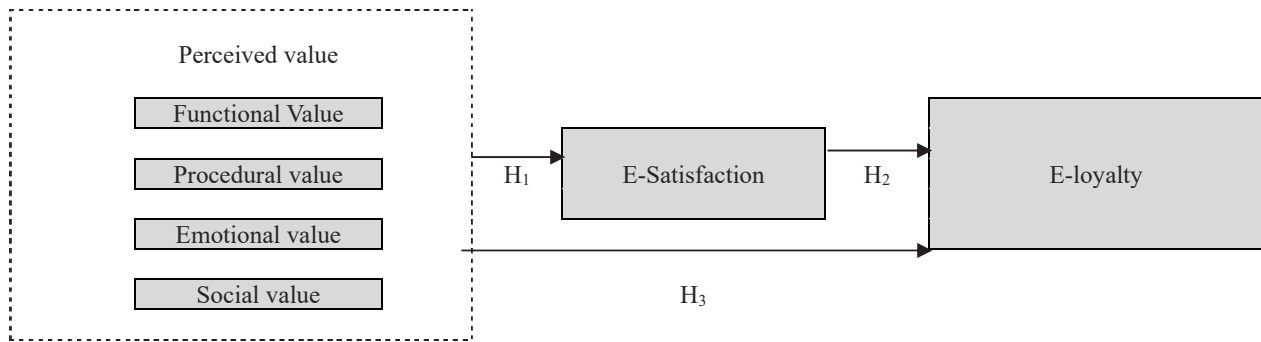 Perceived value
Functional Value
Procedural value
Emotional value
Social value
H₁
E-Satisfaction
H₂
E-loyalty
H₃